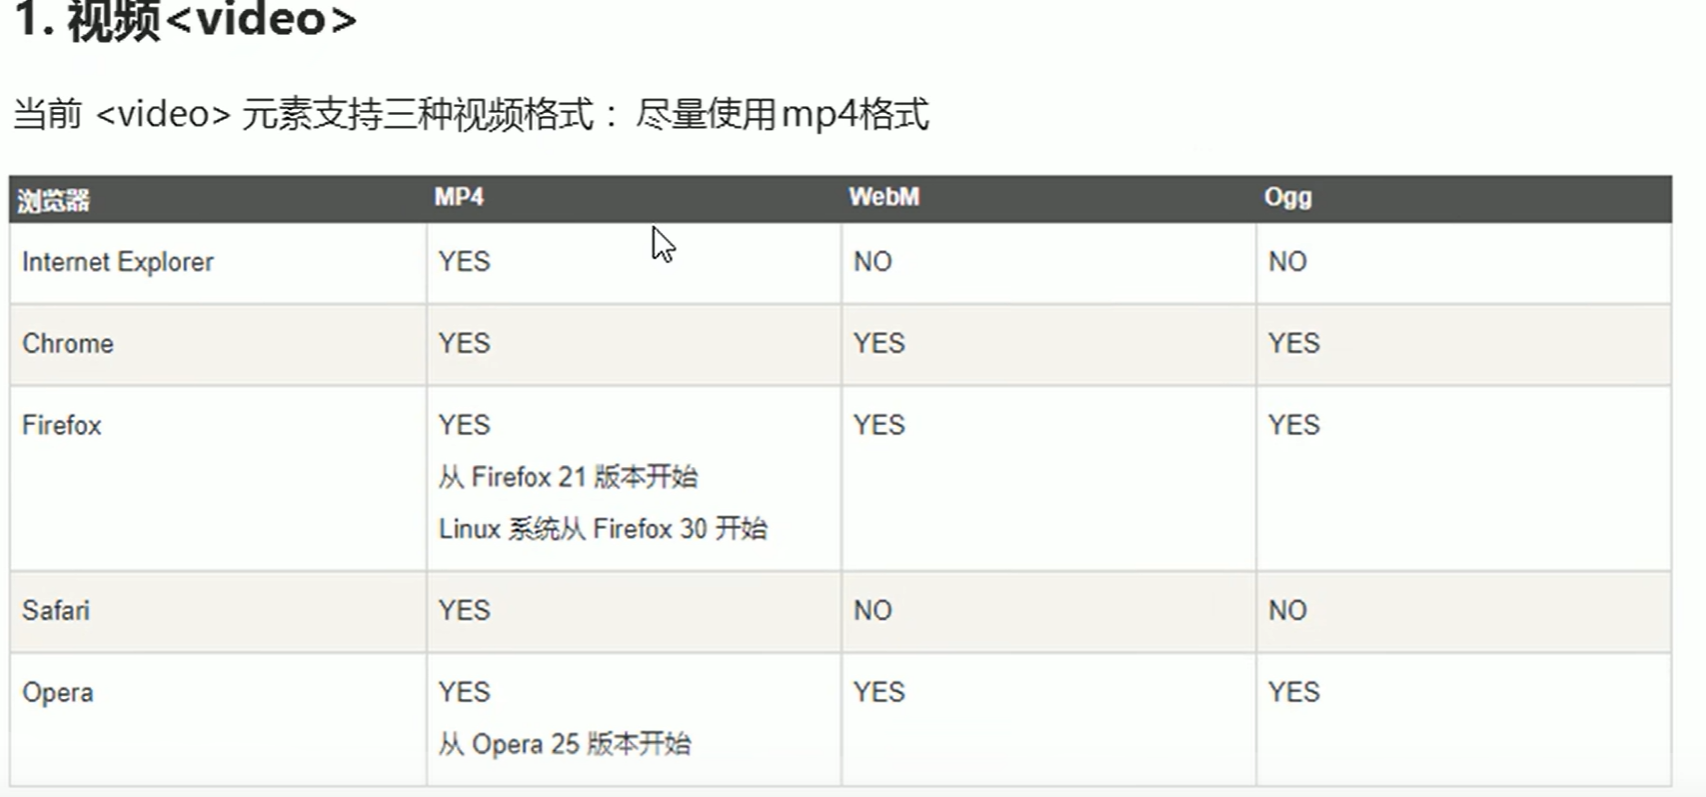 1. 视频<video>
当前 <video> 元素支持三种视频格式： 尽量使用mp4格式
浏览器 MP4 WebM Ogg
Internet Explorer YES NO NO
Chrome YES YES YES
Firefox YES YES YES
从 Firefox 21 版本开始
Linux 系统从 Firefox 30 开始
Safari YES NO NO
Opera YES YES YES
从 Opera 25 版本开始